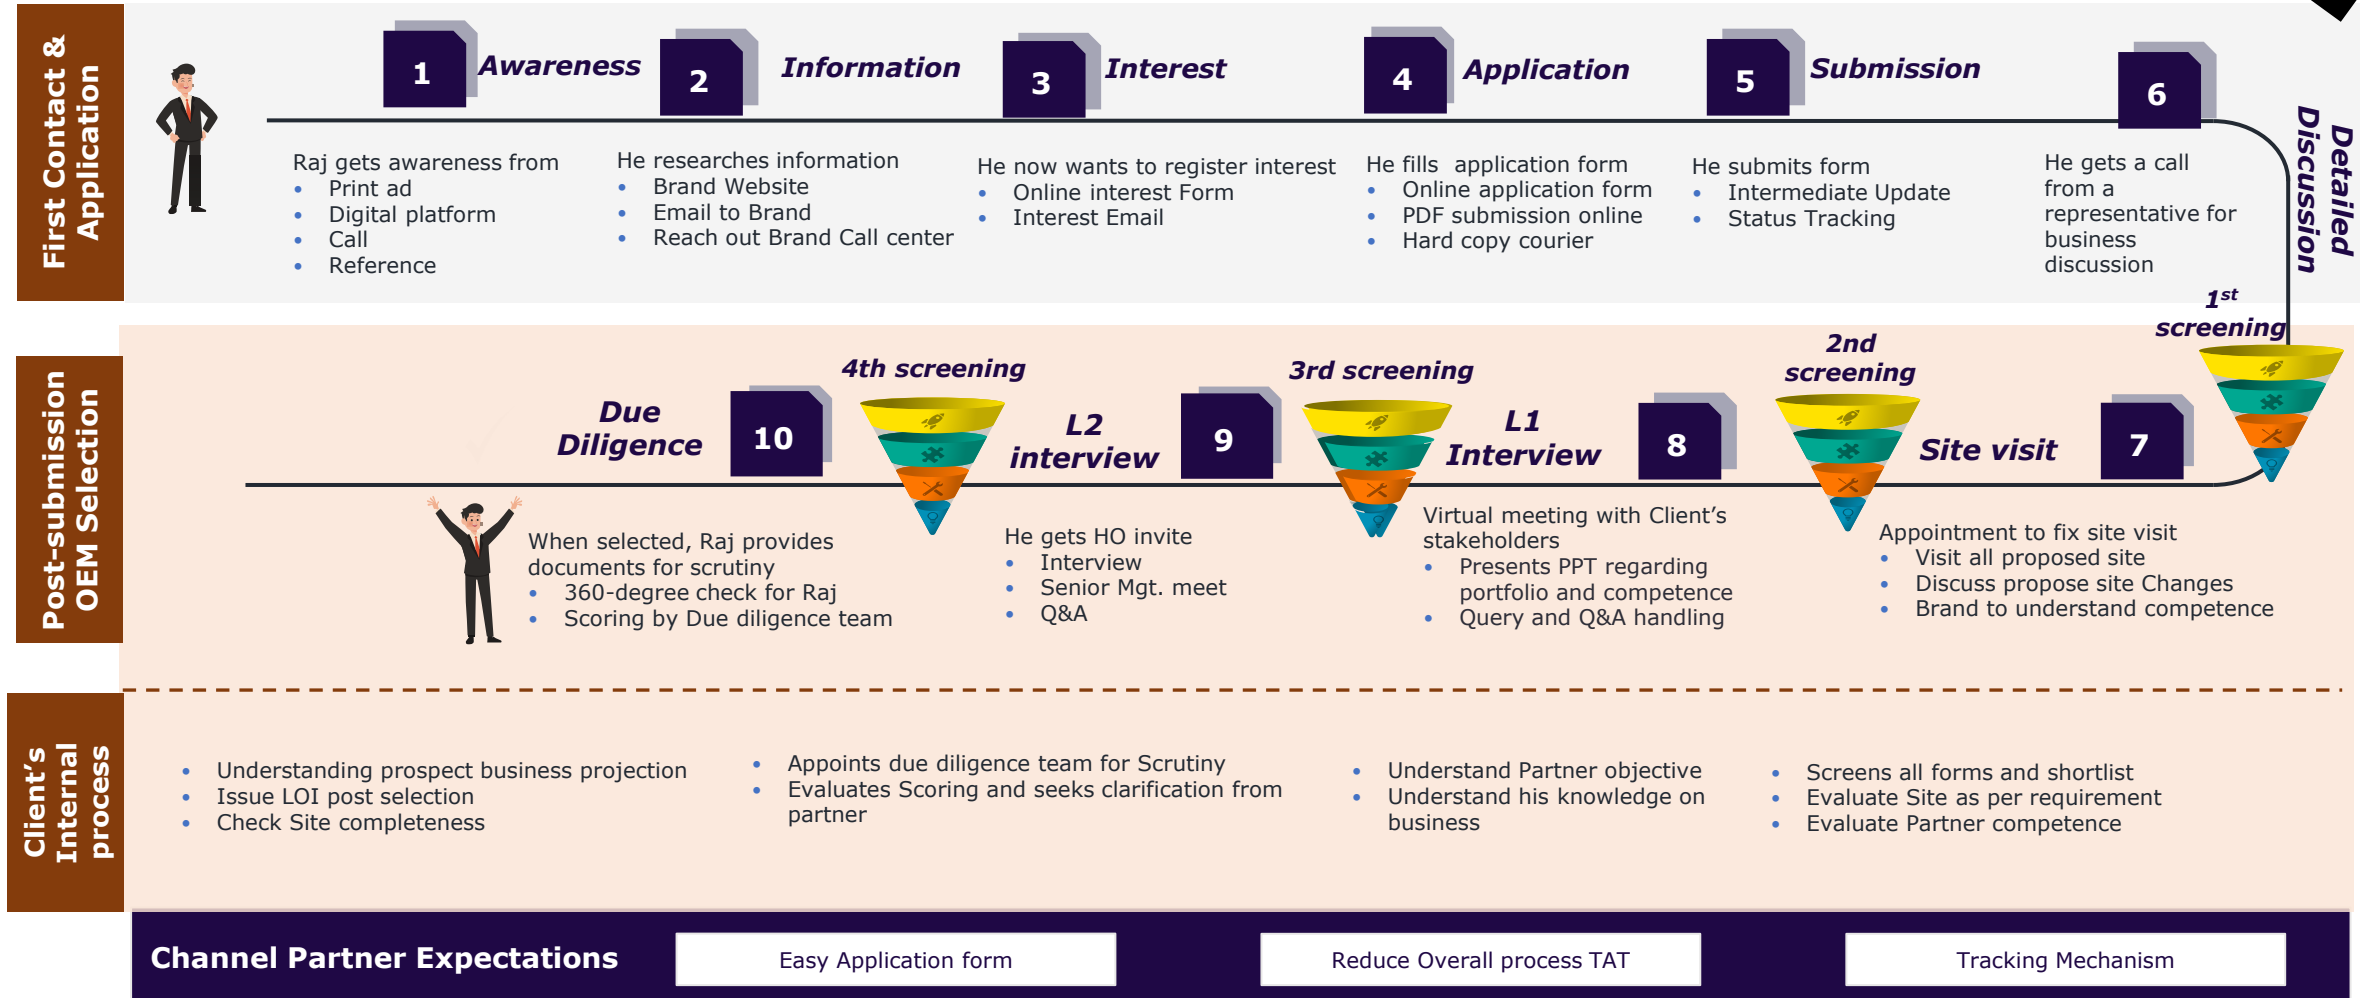 First Contact &
Application
1
Awareness
2
Information
3
Interest
4
Application
5
Submission
6
Detailed
Discussion
Raj gets awareness from
• Print ad
• Digital platform
• Call
• Reference
He researches information
• Brand Website
• Email to Brand
• Reach out Brand Call center
He now wants to register interest
• Online interest Form
• Interest Email
He fills  application form
• Online application form
• PDF submission online
• Hard copy courier
He submits form
• Intermediate Update
• Status Tracking
He gets a call
from a
representative for
business
discussion
1st
screening
Post-submission
OEM Selection
7
Site visit
2nd
screening
8
L1
Interview
3rd screening
9
L2
interview
4th screening
10
Due
Diligence
Appointment to fix site visit
• Visit all proposed site
• Discuss propose site Changes
• Brand to understand competence
Virtual meeting with Client’s
stakeholders
• Presents PPT regarding
portfolio and competence
• Query and Q&A handling
He gets HO invite
• Interview
• Senior Mgt. meet
• Q&A
When selected, Raj provides
documents for scrutiny
• 360-degree check for Raj
• Scoring by Due diligence team
Client’s
Internal
process
• Understanding prospect business projection
• Issue LOI post selection
• Check Site completeness
• Appoints due diligence team for Scrutiny
• Evaluates Scoring and seeks clarification from
partner
• Understand Partner objective
• Understand his knowledge on
business
• Screens all forms and shortlist
• Evaluate Site as per requirement
• Evaluate Partner competence
Channel Partner Expectations
Easy Application form
Reduce Overall process TAT
Tracking Mechanism